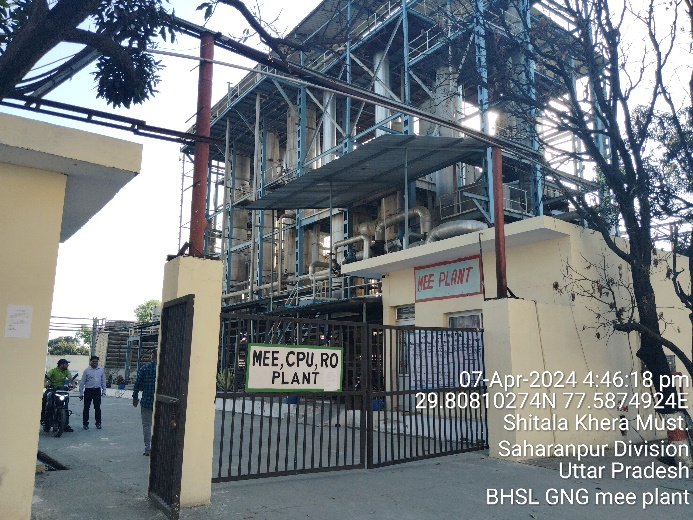 MEE PLANT
MEE,CPU,RO
PLANT
07-Apr-2024 4:46:18 pm
29.80810274N 77.5874924E
Shitala Khera Must.
Saharanpur Division
Uttar Pradesh
BHSL GNG mee plant